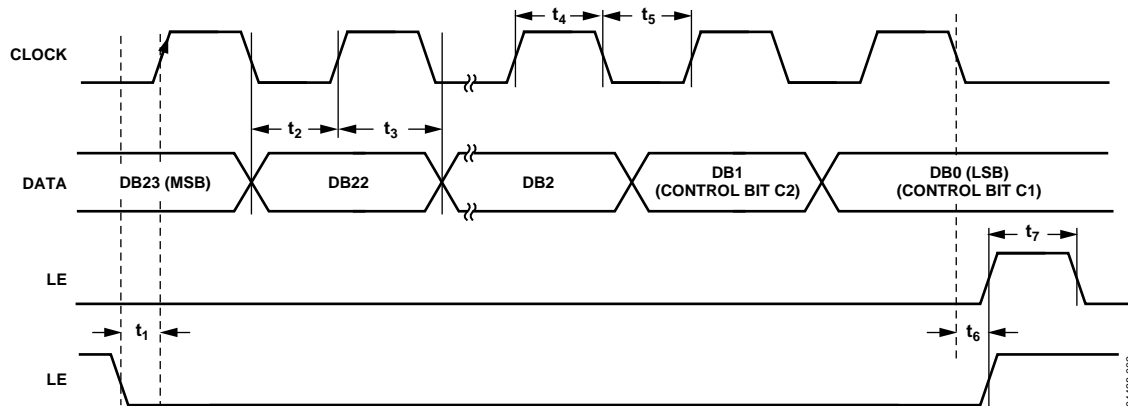 t4
t5
CLOCK
t2
t3
DATA
DB23 (MSB)
DB22
DB2
DB1
(CONTROL BIT C2)
DB0 (LSB)
(CONTROL BIT C1)
t7
LE
t1
t6
LE